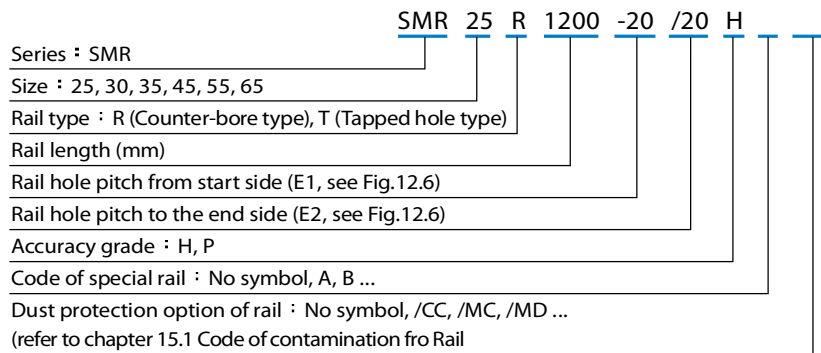 SMR 25 R 1200 -20 /20 H
Series：SMR
Size：25, 30, 35, 45, 55, 65
Rail type：R (Counter-bore type), T (Tapped hole type)
Rail length (mm)
Rail hole pitch from start side (E1, see Fig.12.6)
Rail hole pitch to the end side (E2, see Fig.12.6)
Accuracy grade：H, P
Code of special rail：No symbol, A, B ...
Dust protection option of rail：No symbol, /CC, /MC, /MD ...
(refer to chapter 15.1 Code of contamination fro Rail